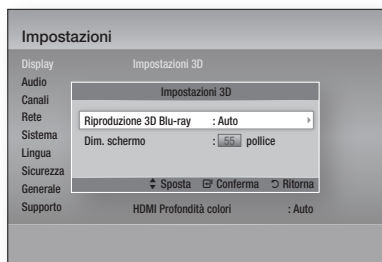 Impostazioni
Display
Impostazioni 3D
Audio
Canali
Rete
Sistema
Lingua
Sicurezza
Generale
Supporto
Impostazioni 3D
Riproduzione 3D Blu-ray : Auto
Dim. schermo : 55 pollice
Sposta Conferma Ritorna
HDMI Profondità colori : Auto